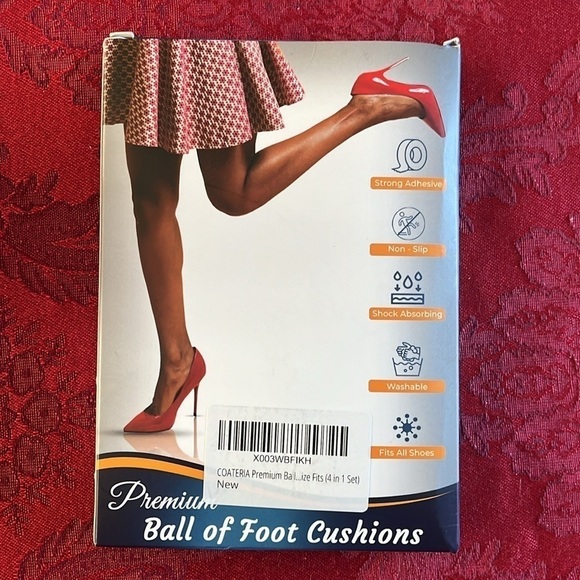 Strong Adhesive
Non - Slip
Shock Absorbing
Washable
Fits All Shoes
X003WBFIKH
COATERIA Premium Bal...ize Fits (4 in 1 Set)
New
Premium
Ball of Foot Cushions